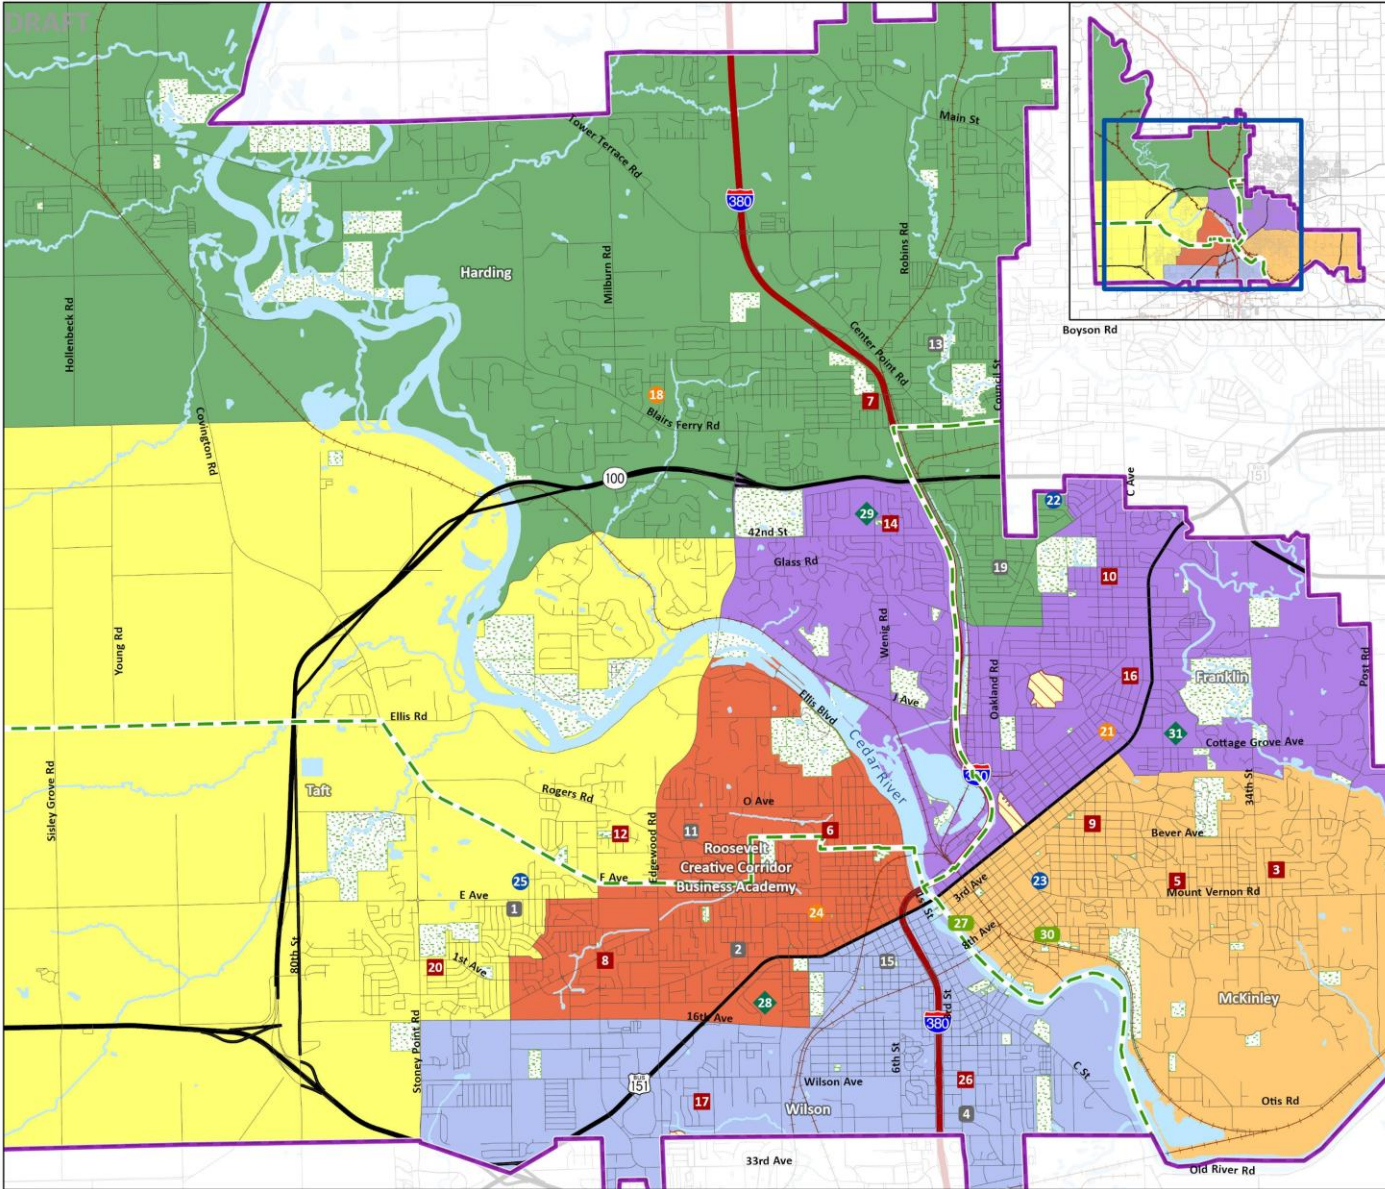 DRAFT
Main St
Tower Terrace Rd
380
Robins Rd
Harding
Milburn Rd
Hollenbeck Rd
Boyson Rd
13
Center Point Rd
Council St
18
7
Blairs Ferry Rd
Covington Rd
100
C Ave
151
22
29
14
42nd St
Glass Rd
19
10
Young Rd
Wenig Rd
Post Rd
Oakland Rd
16
Franklin
J Ave
Ellis Blvd
Ellis Rd
21
31
Cottage Grove Ave
Cedar River
380
34th St
Sisley Grove Rd
Taft
Rogers Rd
O Ave
9
Bever Ave
12
Edgewood Rd
11
6
Roosevelt
Creative Corridor
Business Academy
3
25
F Ave
23
5
Mount Vernon Rd
E Ave
3rd Ave
1
24
1st St
27
8th Ave
30
80th St
1st Ave
20
8
2
15
28
McKinley
16th Ave
3rd St
380
Stoney Point Rd
6th St
C St
BUS
151
Wilson Ave
26
17
Wilson
4
Otis Rd
33rd Ave
Old River Rd